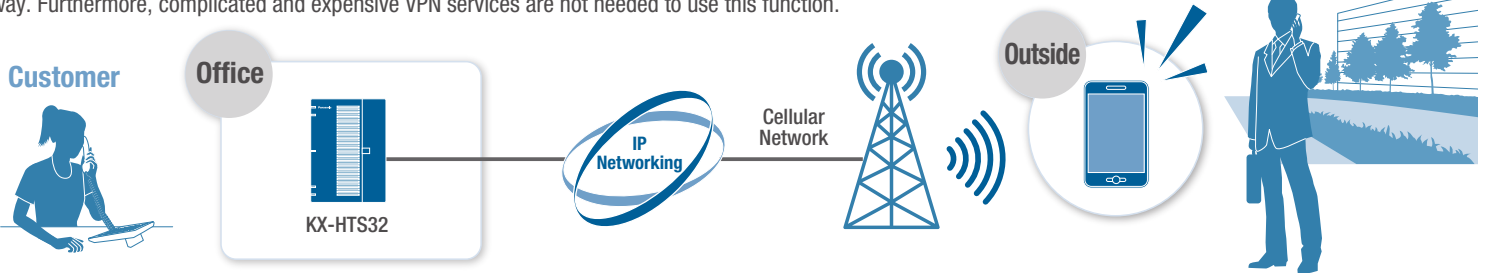 way. Furthermore, complicated and expensive VPN services are not needed to use this function.
Customer
Office
KX-HTS32
IP
Networking
Cellular
Network
Outside